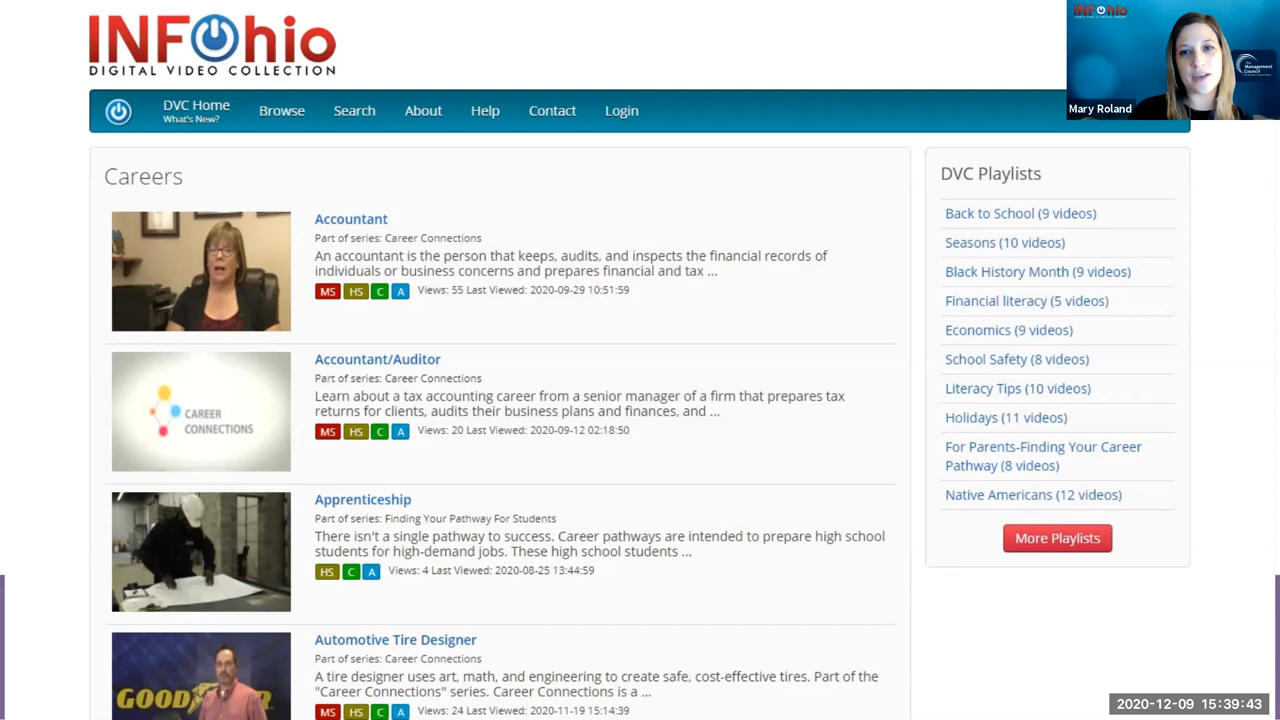 INFOhio
DIGITAL VIDEO COLLECTION
DVC Home
What's New?
Browse
Search
About
Help
Contact
Login
INFOhio
The
Management
Council
Mary Roland
Careers
Accountant
Part of series: Career Connections
An accountant is the person that keeps, audits, and inspects the financial records of
individuals or business concerns and prepares financial and tax ...
MS HS C A Views: 55 Last Viewed: 2020-09-29 10:51:59
CAREER
CONNECTIONS
Accountant/Auditor
Part of series: Career Connections
Learn about a tax accounting career from a senior manager of a firm that prepares tax
returns for clients, audits their business plans and finances, and ...
MS HS C A Views: 20 Last Viewed: 2020-09-12 02:18:50
Apprenticeship
Part of series: Finding Your Pathway For Students
There isn't a single pathway to success. Career pathways are intended to prepare high school
students for high-demand jobs. These high school students ...
HS C A Views: 4 Last Viewed: 2020-08-25 13:44:59
Automotive Tire Designer
Part of series: Career Connections
A tire designer uses art, math, and engineering to create safe, cost-effective tires. Part of the
"Career Connections" series. Career Connections is a ...
MS HS C A Views: 24 Last Viewed: 2020-11-19 15:14:39
DVC Playlists
Back to School (9 videos)
Seasons (10 videos)
Black History Month (9 videos)
Financial literacy (5 videos)
Economics (9 videos)
School Safety (8 videos)
Literacy Tips (10 videos)
Holidays (11 videos)
For Parents-Finding Your Career
Pathway (8 videos)
Native Americans (12 videos)
More Playlists
2020-12-09 15:39:43